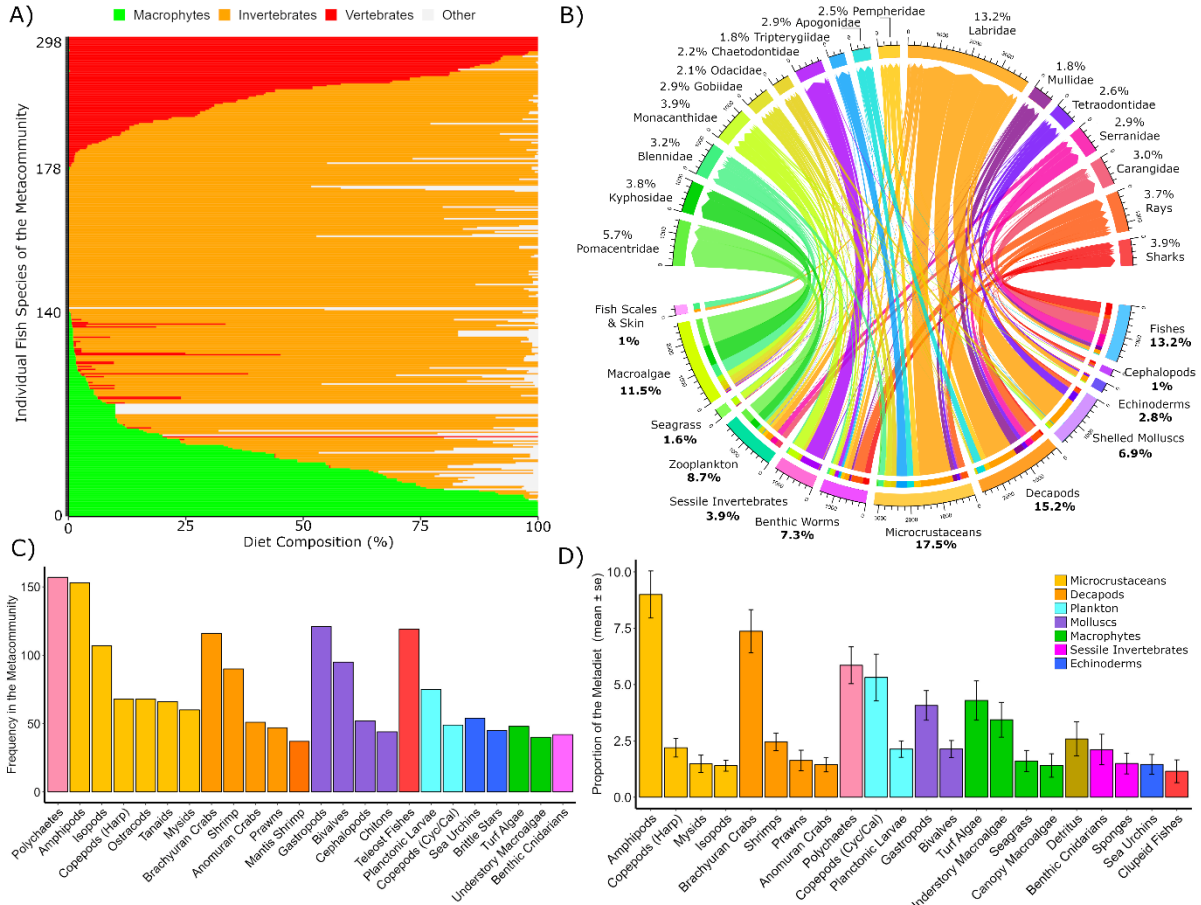 A)
Macrophytes Invertebrates Vertebrates Other
298
178
140
0
Individual Fish Species of the Metacommunity
0 25 50 75 100
Diet Composition (%)
B)
2.5% Pempheridae
2.9% Apogonidae
1.8% Tripterygiidae
2.2% Chaetodontidae
2.1% Odacidae
2.9% Gobiidae
3.9%
Monacanthidae
3.2%
Blennidae
3.8%
Kyphosidae
5.7%
Pomacentridae
13.2%
Labridae
1.8%
Mullidae
2.6%
Tetraodontidae
2.9%
Serranidae
3.0%
Carangidae
3.7%
Rays
3.9%
Sharks
Fish Scales
& Skin
1%
Macroalgae
11.5%
Seagrass
1.6%
Zooplankton
8.7%
Sessile Invertebrates
3.9%
Benthic Worms
7.3%
Microcrustaceans
17.5%
Decapods
15.2%
Shelled Molluscs
6.9%
Echinoderms
2.8%
Cephalopods
1%
Fishes
13.2%
C)
Frequency in the Metacommunity
150
100
50
0
Polychaetes
Amphipods
Isopods
Copepods (Harp)
Ostracods
Tanaids
Mysids
Brachyuran Crabs
Shrimp
Anomuran Crabs
Prawns
Mantis Shrimp
Gastropods
Bivalves
Cephalopods
Chitons
Teleost Fishes
Planctonic Larvae
Copepods (Cyc/Cal)
Sea Urchins
Brittle Stars
Turf Algae
Understory Macroalgae
Benthic Cnidarians
D)
Proportion of the Metadiet (mean ± se)
10.0
7.5
5.0
2.5
0.0
Microcrustaceans
Decapods
Plankton
Molluscs
Macrophytes
Sessile Invertebrates
Echinoderms
Amphipods
Copepods (Harp)
Mysids
Isopods
Brachyuran Crabs
Shrimps
Prawns
Anomuran Crabs
Polychaetes
Copepods (Cyc/Cal)
Planctonic Larvae
Gastropods
Bivalves
Turf Algae
Understory Macroalgae
Seagrass
Canopy Macroalgae
Detritus
Benthic Cnidarians
Sponges
Sea Urchins
Clupeid Fishes